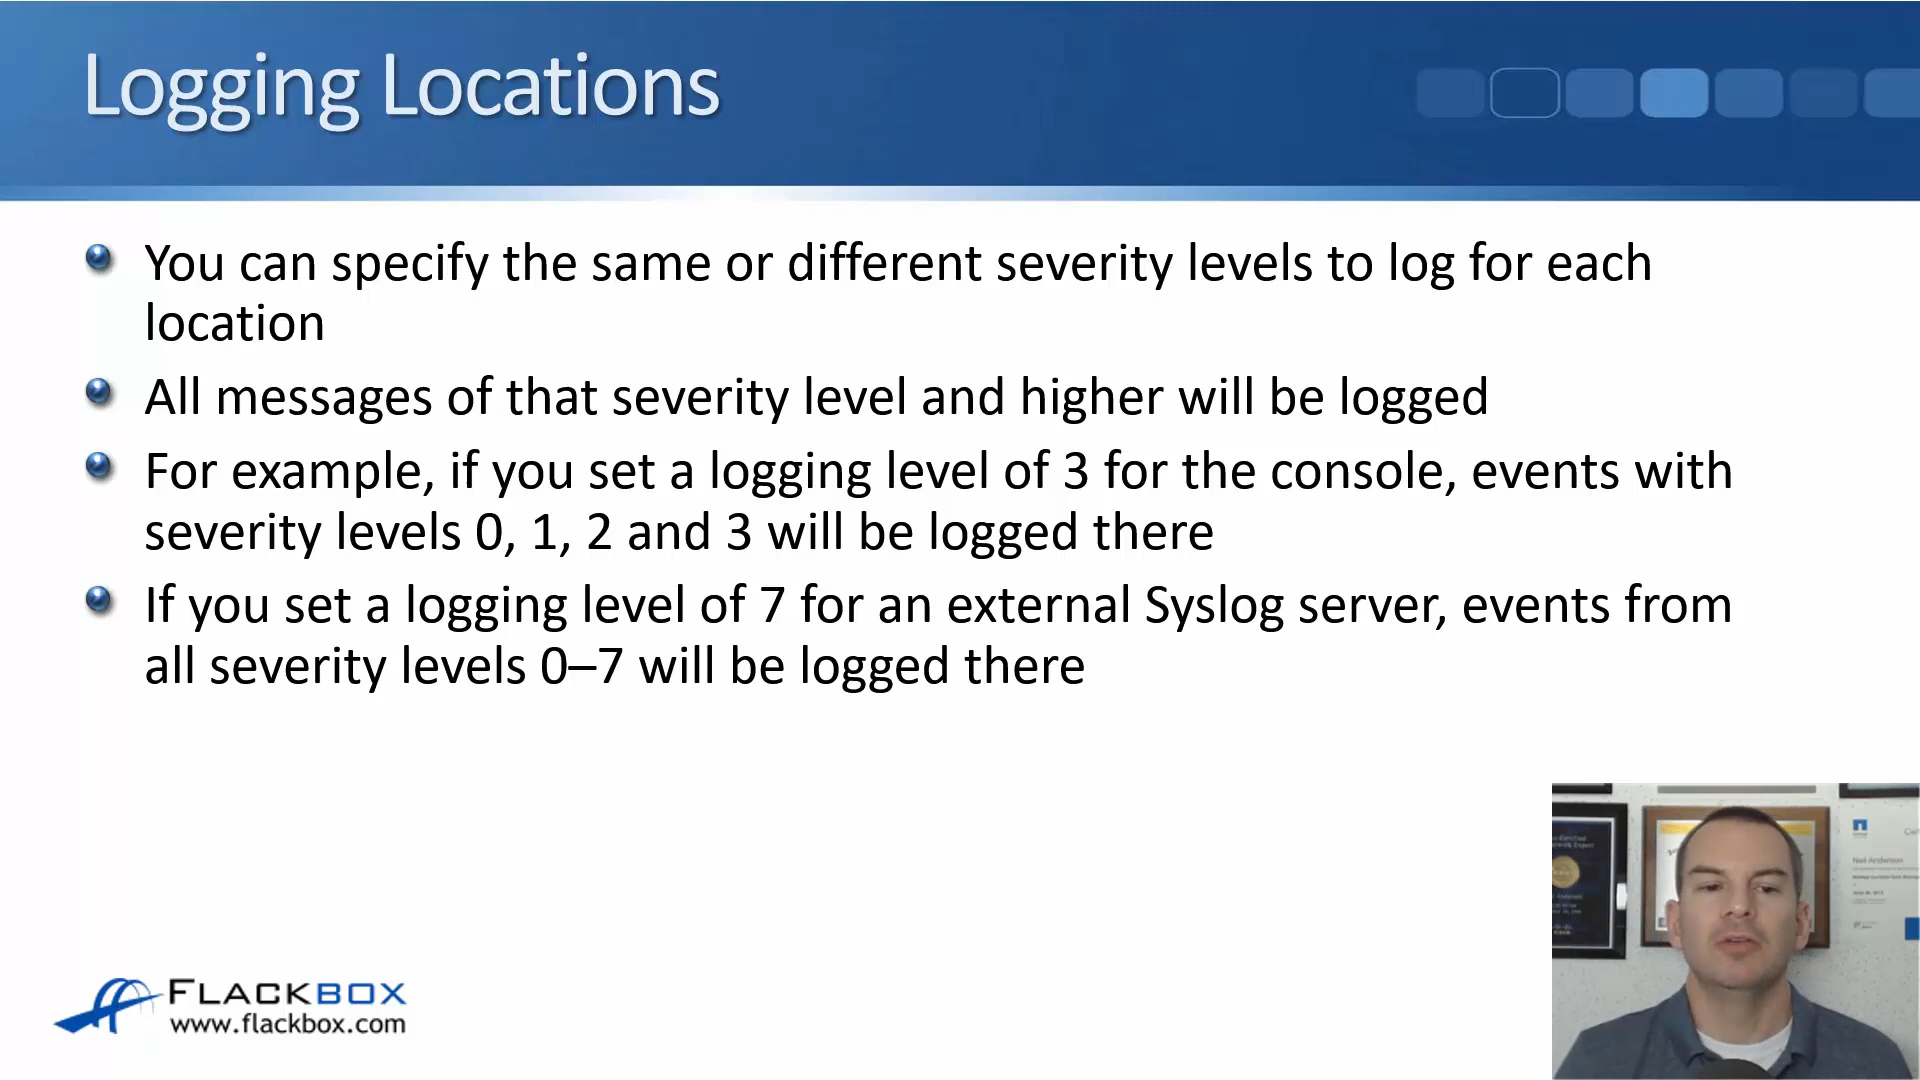 Logging Locations
You can specify the same or different severity levels to log for each
location
All messages of that severity level and higher will be logged
For example, if you set a logging level of 3 for the console, events with
severity levels 0, 1, 2 and 3 will be logged there
If you set a logging level of 7 for an external Syslog server, events from
all severity levels 0–7 will be logged there
FLACKBOX
www.flackbox.com
Neil Anderson